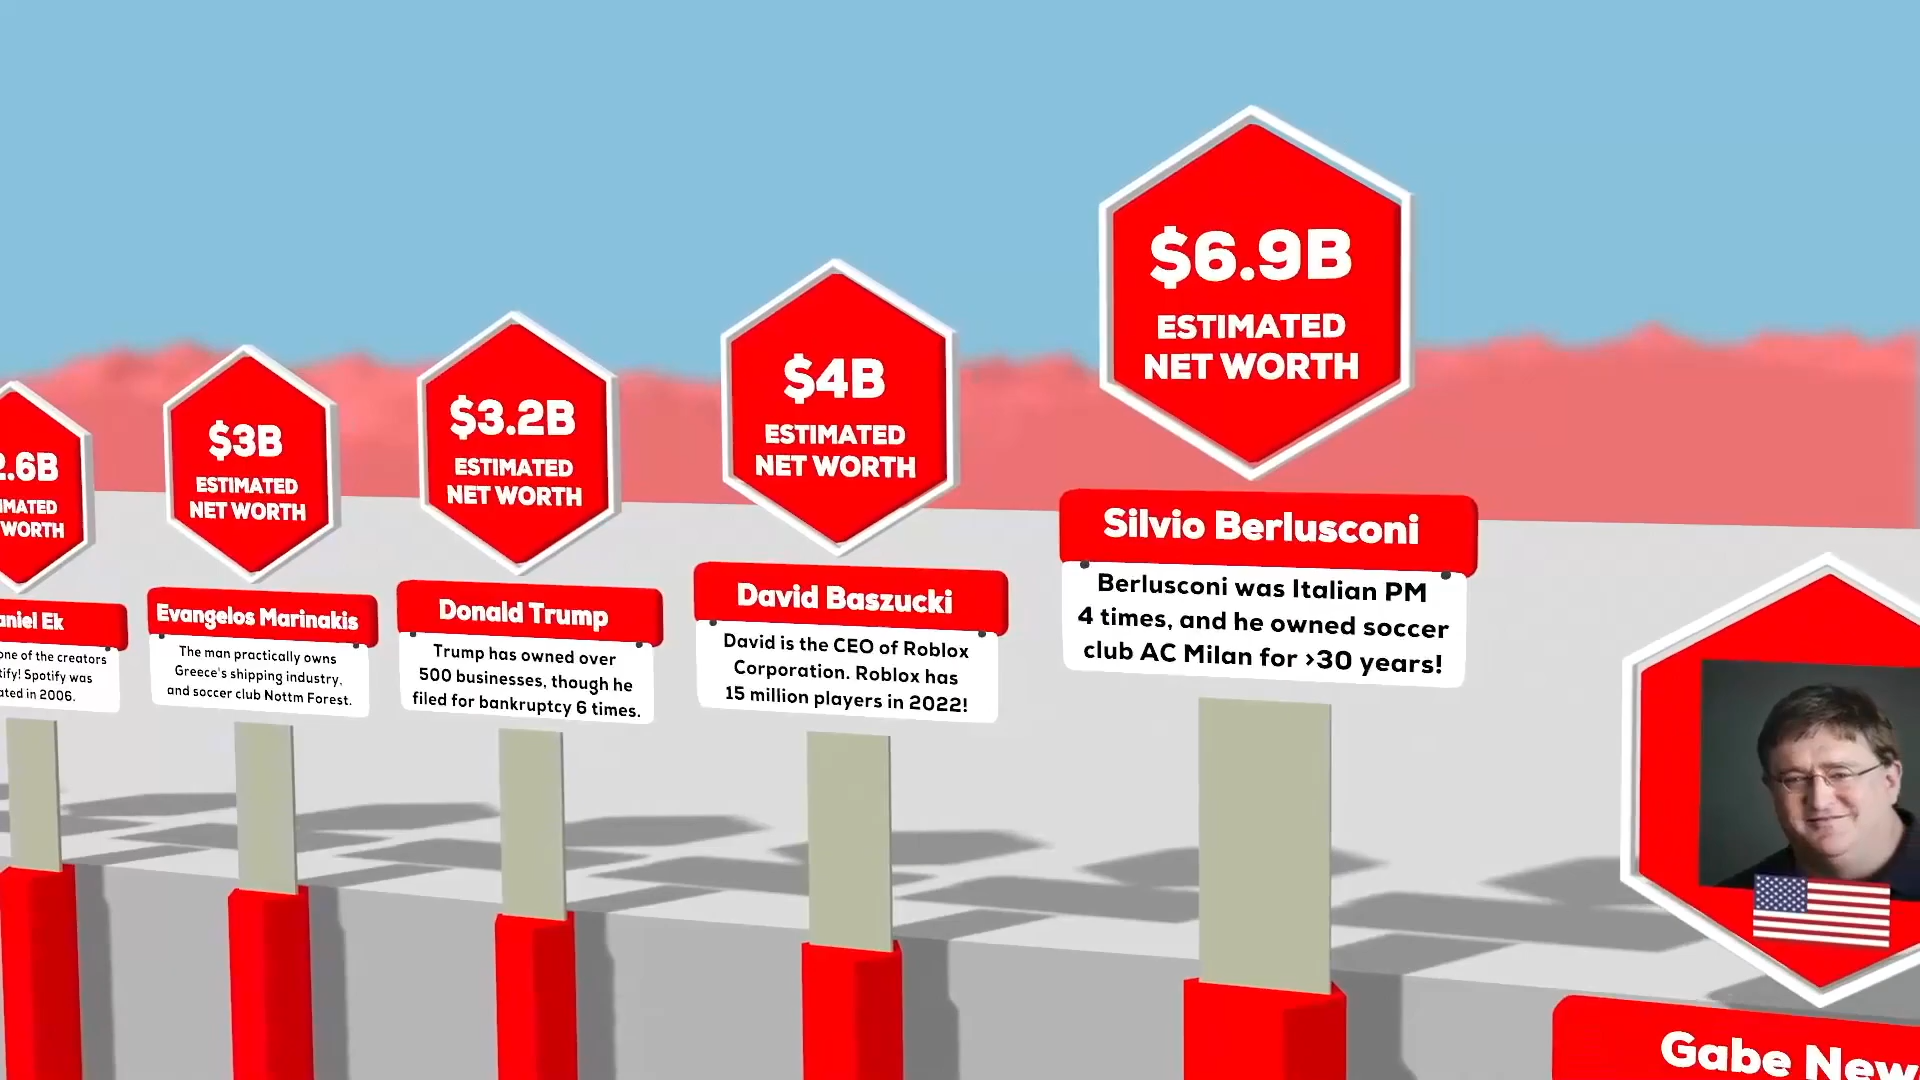 2.6B
IMATED
WORTH
aniel Ek
one of the creators
tify! Spotify was
ated in 2006.
$3B
ESTIMATED
NET WORTH
Evangelos Marinakis
The man practically owns
Greece's shipping industry,
and soccer club Nottm Forest.
$3.2B
ESTIMATED
NET WORTH
Donald Trump
Trump has owned over
500 businesses, though he
filed for bankruptcy 6 times.
$4B
ESTIMATED
NET WORTH
David Baszucki
David is the CEO of Roblox
Corporation. Roblox has
15 million players in 2022!
$6.9B
ESTIMATED
NET WORTH
Silvio Berlusconi
Berlusconi was Italian PM
4 times, and he owned soccer
club AC Milan for >30 years!
Gabe New